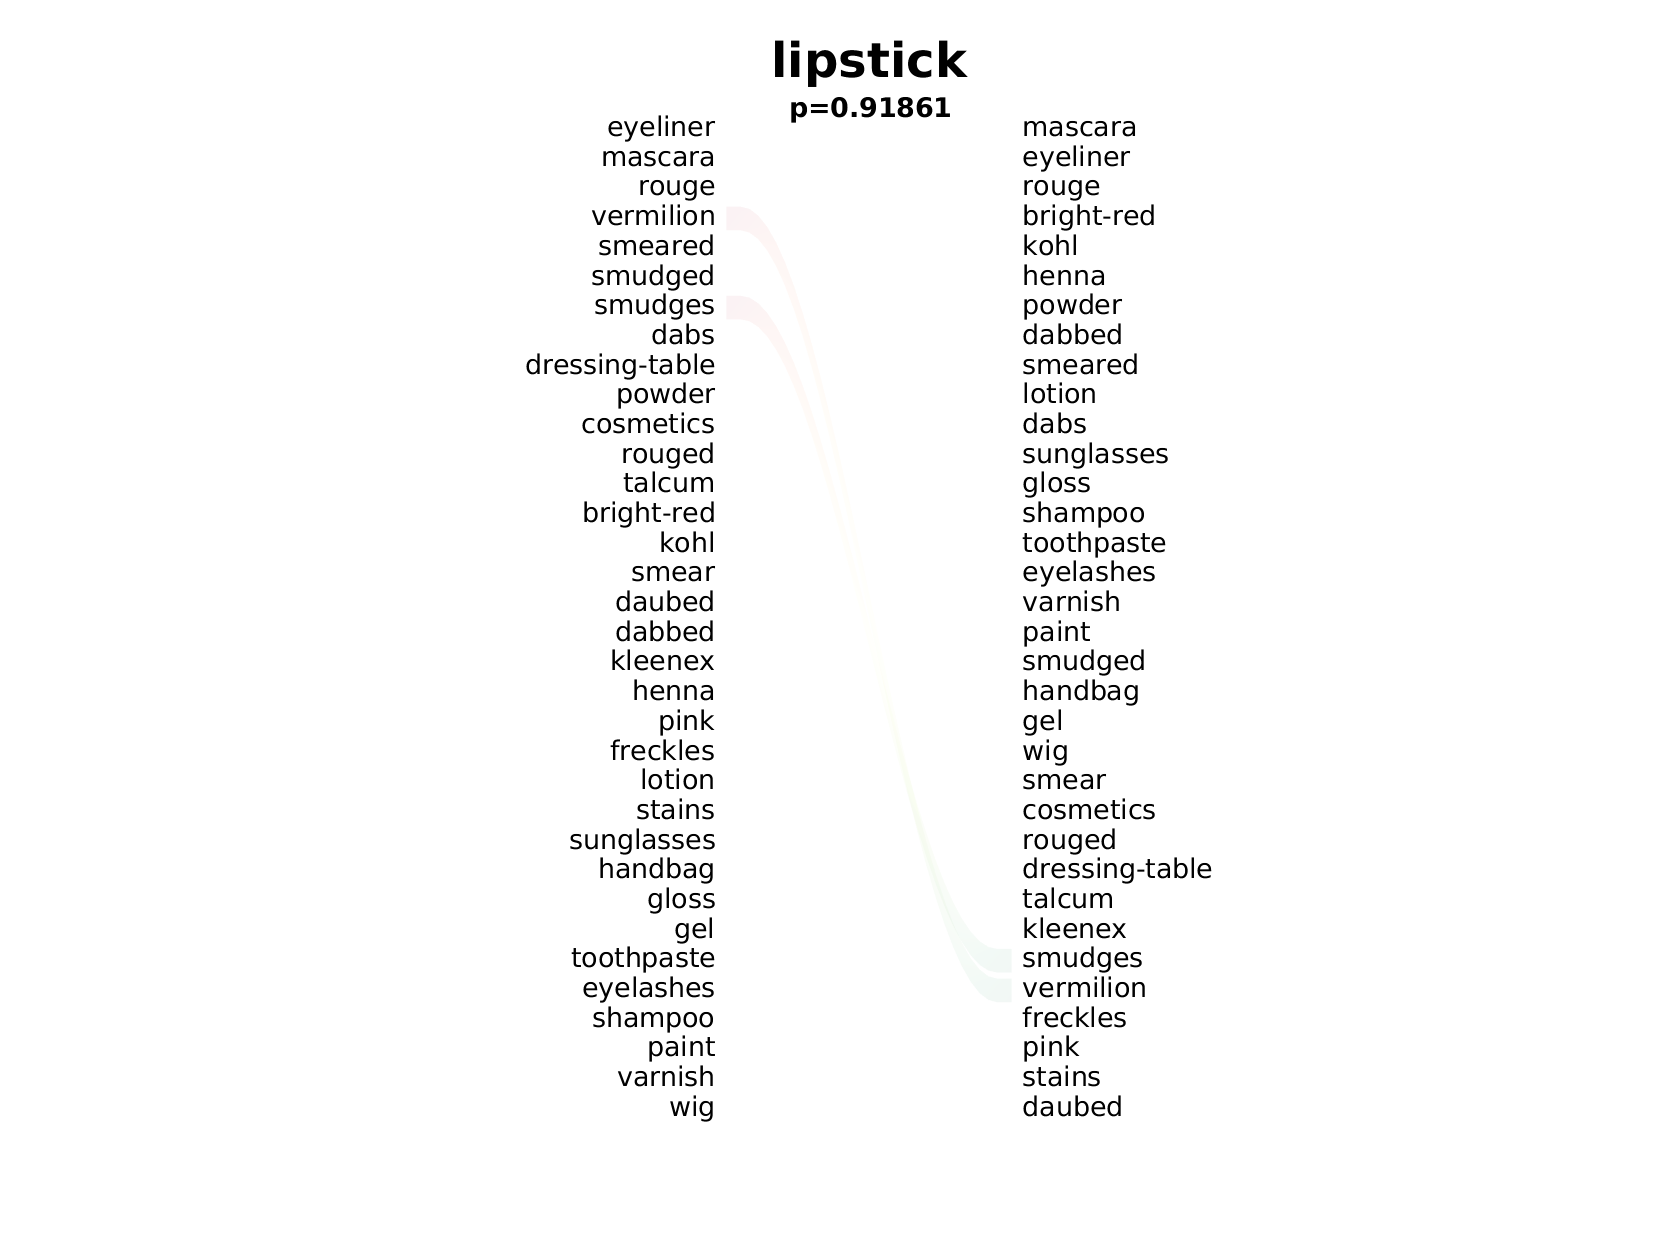 lipstick
p=0.91861
eyeliner
mascara
rouge
vermilion
smeared
smudged
smudges
dabs
dressing-table
powder
cosmetics
rouged
talcum
bright-red
kohl
smear
daubed
dabbed
kleenex
henna
pink
freckles
lotion
stains
sunglasses
handbag
gloss
gel
toothpaste
eyelashes
shampoo
paint
varnish
wig
mascara
eyeliner
rouge
bright-red
kohl
henna
powder
dabbed
smeared
lotion
dabs
sunglasses
gloss
shampoo
toothpaste
eyelashes
varnish
paint
smudged
handbag
gel
wig
smear
cosmetics
rouged
dressing-table
talcum
kleenex
smudges
vermilion
freckles
pink
stains
daubed